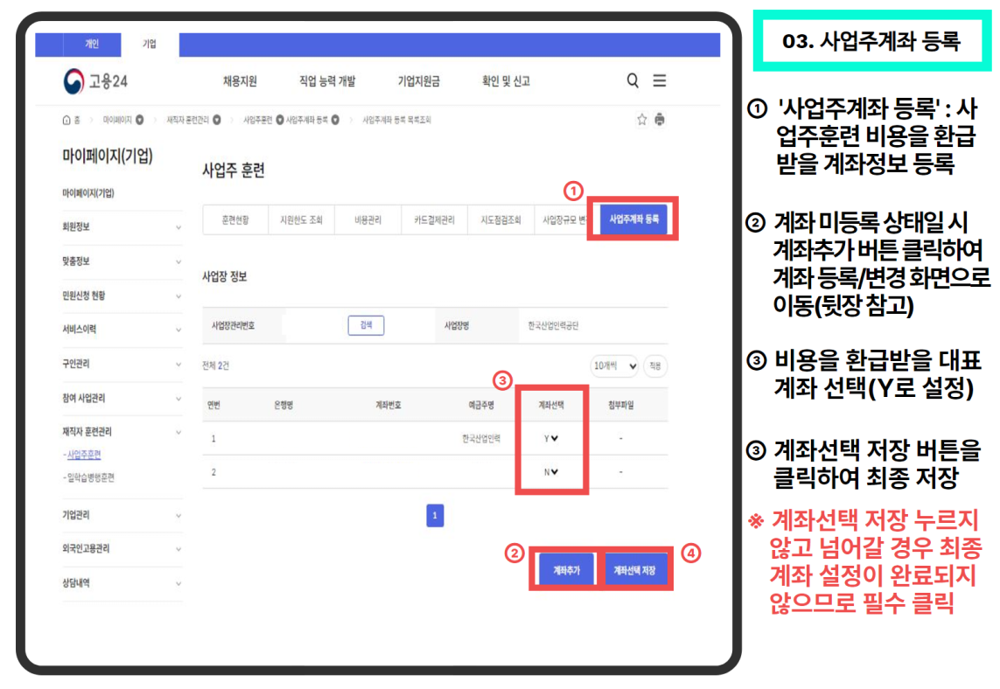 개인 기업
고용24 채용지원 직업 능력 개발 기업지원금 확인 및 신고
홈 마이페이지 재직자 훈련관리 사업주훈련 사업주계좌 등록 사업주계좌 등록 목록조회
마이페이지(기업)
마이페이지(기업)
회원정보
맞춤정보
민원신청 현황
서비스이력
구인관리
참여 사업관리
재직자 훈련관리
- 사업주훈련
- 일학습병행훈련
기업관리
외국인고용관리
상담내역
사업주 훈련
①
훈련현황 지원한도 조회 비용관리 카드결제관리 지도점검조회 사업장규모 변 사업주계좌 등록
사업장 정보
사업장관리번호 검색 사업장명 한국산업인력공단
전체 2건 10개씩 적용
③
연번 은행명 계좌번호 예금주명 계좌선택 첨부파일
1 한국산업인력 Y -
2 N -
1
② ④
계좌추가 계좌선택 저장
03. 사업주계좌 등록
① '사업주계좌 등록' : 사
업주훈련 비용을 환급
받을 계좌정보 등록
② 계좌 미등록 상태일 시
계좌추가 버튼 클릭하여
계좌 등록/변경 화면으로
이동(뒷장 참고)
③ 비용을 환급받을 대표
계좌 선택(Y로 설정)
③ 계좌선택 저장 버튼을
클릭하여 최종 저장
※ 계좌선택 저장 누르지
않고 넘어갈 경우 최종
계좌 설정이 완료되지
않으므로 필수 클릭